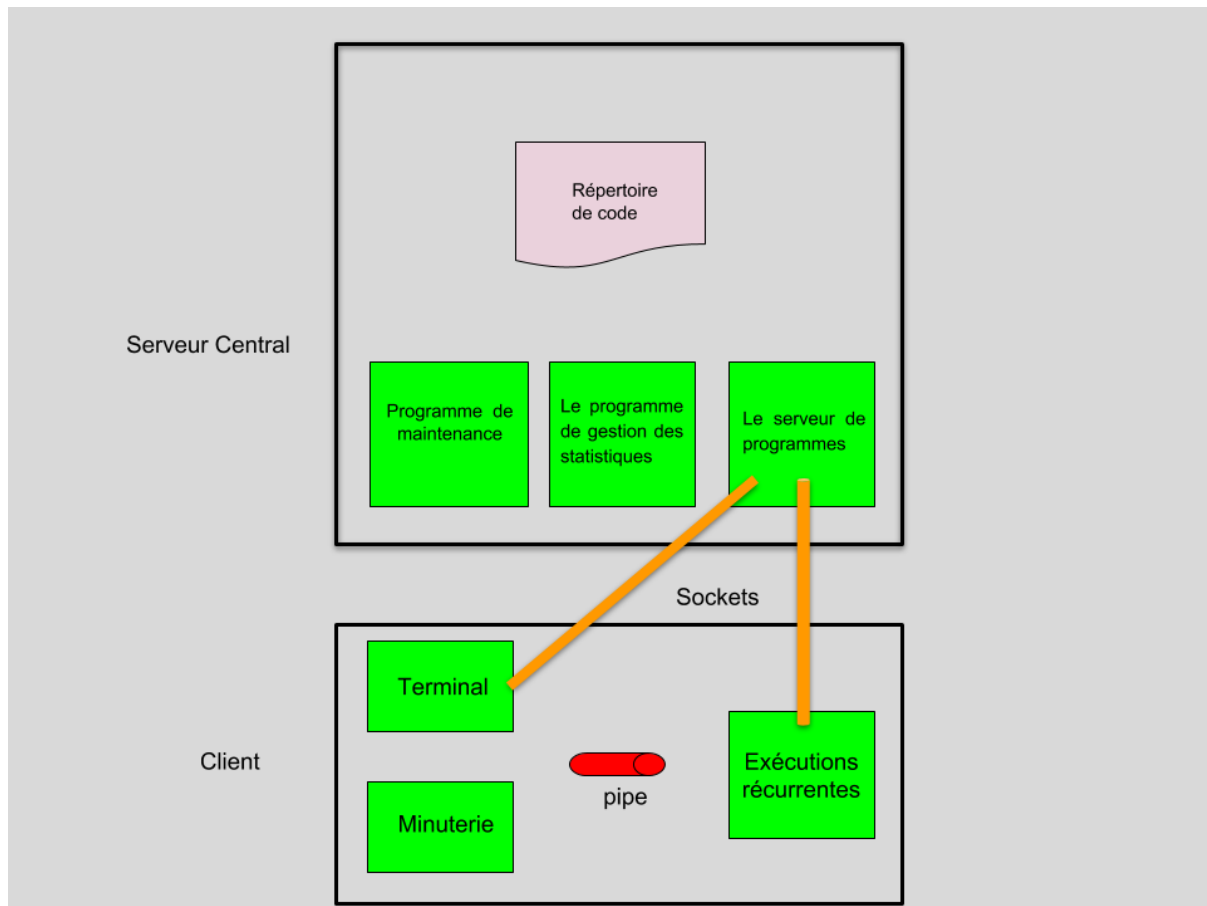 Répertoire
de code
Serveur Central
Programme de
maintenance
Le programme
de gestion des
statistiques
Le serveur de
programmes
Sockets
Terminal
Client
pipe
Exécutions
récurrentes
Minuterie